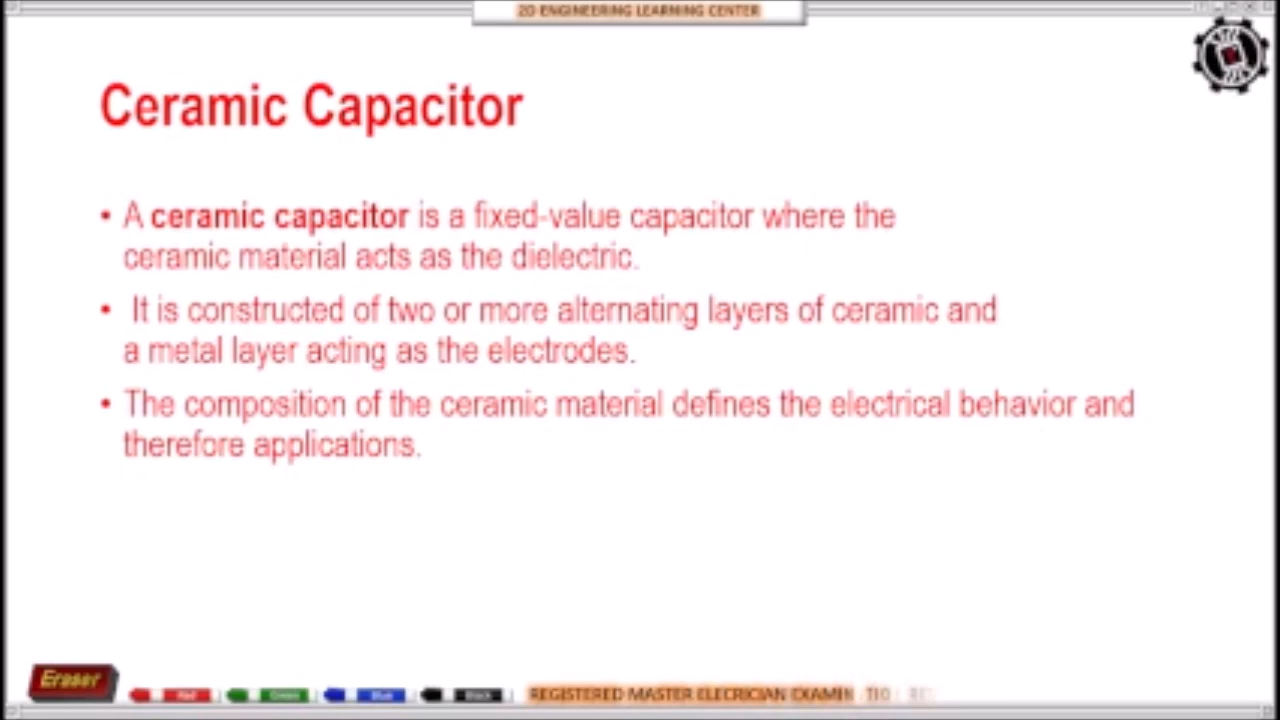 2D ENGINEERING LEARNING CENTER
Ceramic Capacitor
• A ceramic capacitor is a fixed-value capacitor where the
ceramic material acts as the dielectric.
• It is constructed of two or more alternating layers of ceramic and
a metal layer acting as the electrodes.
• The composition of the ceramic material defines the electrical behavior and
therefore applications.
Eraser
Red Green Blue Black
REGISTERED MASTER ELECRICIAN EXAMIN TIO